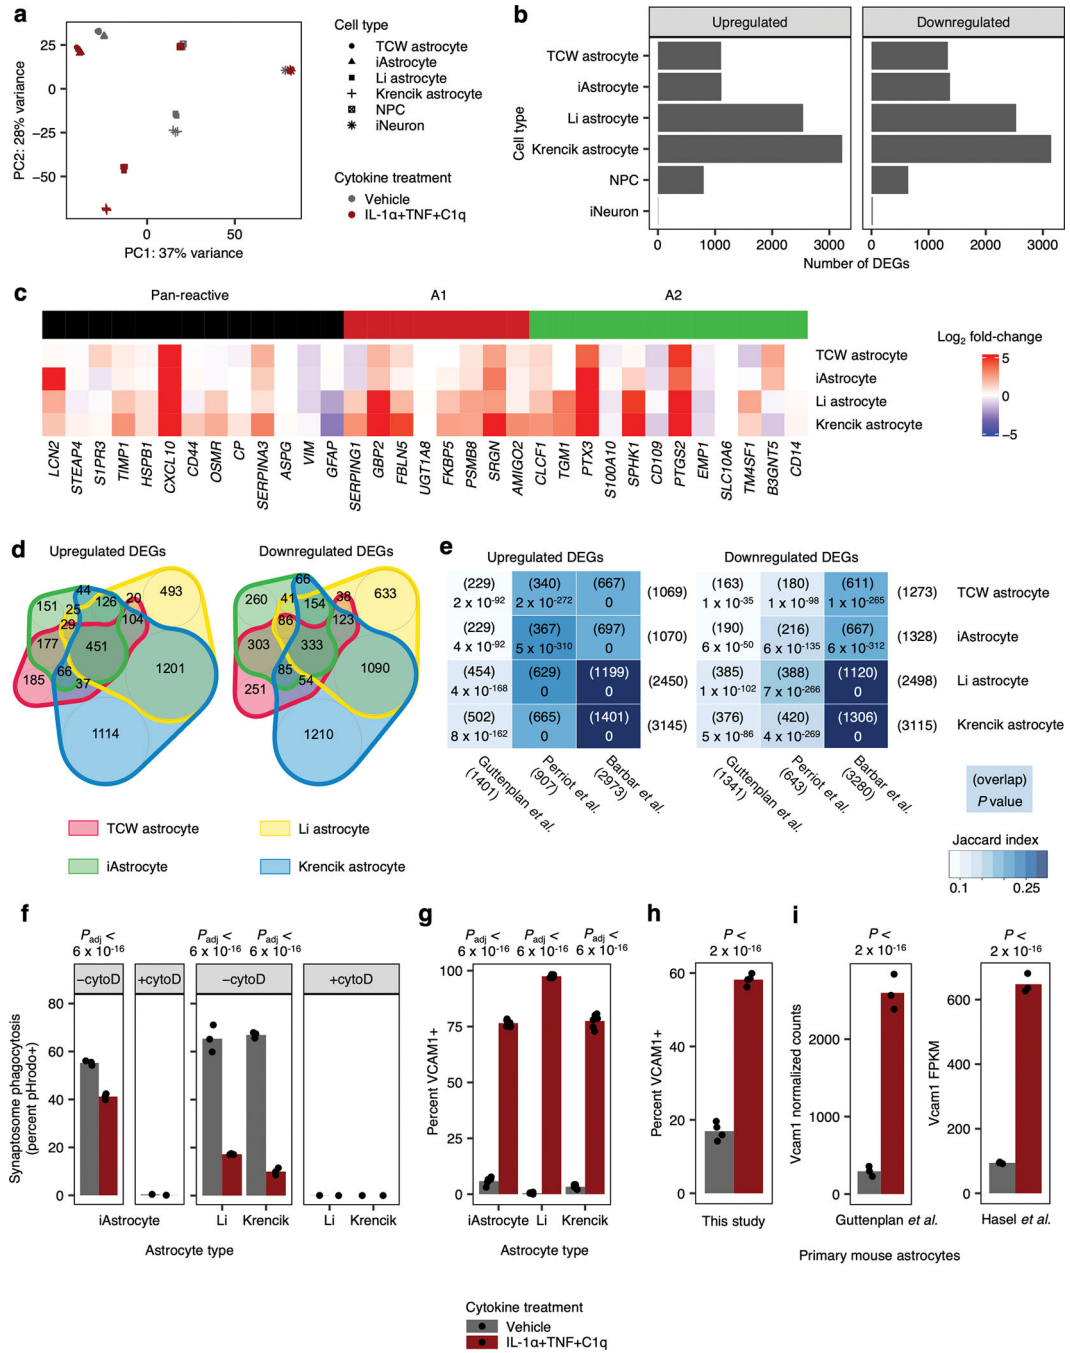 a
PC2: 28% variance
25
0
−25
−50
0
50
PC1: 37% variance
Cell type
TCW astrocyte
iAstrocyte
Li astrocyte
Krencik astrocyte
NPC
iNeuron
Cytokine treatment
Vehicle
IL-1α+TNF+C1q
b
Upregulated
Downregulated
Cell type
TCW astrocyte
iAstrocyte
Li astrocyte
Krencik astrocyte
NPC
iNeuron
0 1000 2000 3000
0 1000 2000 3000
Number of DEGs
c
Pan-reactive
A1
A2
TCW astrocyte
iAstrocyte
Li astrocyte
Krencik astrocyte
LCN2
STEAP4
S1PR3
TIMP1
HSPB1
CXCL10
CD44
OSMR
CP
SERPINA3
ASPG
VIM
GFAP
SERPING1
GBP2
FBLN5
UGT1A8
FKBP5
PSMB8
SRGN
AMIGO2
CLCF1
TGM1
PTX3
S100A10
SPHK1
CD109
PTGS2
EMP1
SLC10A6
TM4SF1
B3GNT5
CD14
Log2 fold-change
5
0
−5
d
Upregulated DEGs
44
493
151
126
20
25
104
29
177
451
66
1201
185
37
1114
Downregulated DEGs
66
633
260
41
154
38
86
123
303
333
85
1090
251
54
1210
TCW astrocyte
Li astrocyte
iAstrocyte
Krencik astrocyte
e
Upregulated DEGs
Downregulated DEGs
(229) (340) (667) (1069)
2 x 10-92 2 x 10-272 0
(229) (367) (697) (1070)
4 x 10-92 5 x 10-310 0
(454) (629) (1199) (2450)
4 x 10-168 0 0
(502) (665) (1401) (3145)
8 x 10-162 0 0
Guttenplan et al.
(1401)
Perriot et al.
(907)
Barbar et al.
(2973)
(163) (180) (611) (1273) TCW astrocyte
1 x 10-35 1 x 10-98 1 x 10-265
(190) (216) (667) (1328) iAstrocyte
6 x 10-50 6 x 10-135 6 x 10-312
(385) (388) (1120) (2498) Li astrocyte
1 x 10-102 7 x 10-266 0
(376) (420) (1306) (3115) Krencik astrocyte
5 x 10-86 4 x 10-269 0
Guttenplan et al.
(1341)
Perriot et al.
(643)
Barbar et al.
(3280)
(overlap)
P value
Jaccard index
0.1 0.25
f
Padj <
6 x 10-16
Padj <
6 x 10-16
Padj <
6 x 10-16
−cytoD
+cytoD
−cytoD
+cytoD
Synaptosome phagocytosis
(percent pHrodo+)
80
60
40
20
0
iAstrocyte
Li
Krencik
Li
Krencik
Astrocyte type
g
Padj <
6 x 10-16
Padj <
6 x 10-16
Padj <
6 x 10-16
Percent VCAM1+
100
75
50
25
0
iAstrocyte
Li
Krencik
Astrocyte type
h
P <
2 x 10-16
Percent VCAM1+
60
40
20
0
This study
i
P <
2 x 10-16
Vcam1 normalized counts
2000
1000
0
Guttenplan et al.
P <
2 x 10-16
Vcam1 FPKM
600
400
200
0
Hasel et al.
Primary mouse astrocytes
Cytokine treatment
Vehicle
IL-1α+TNF+C1q